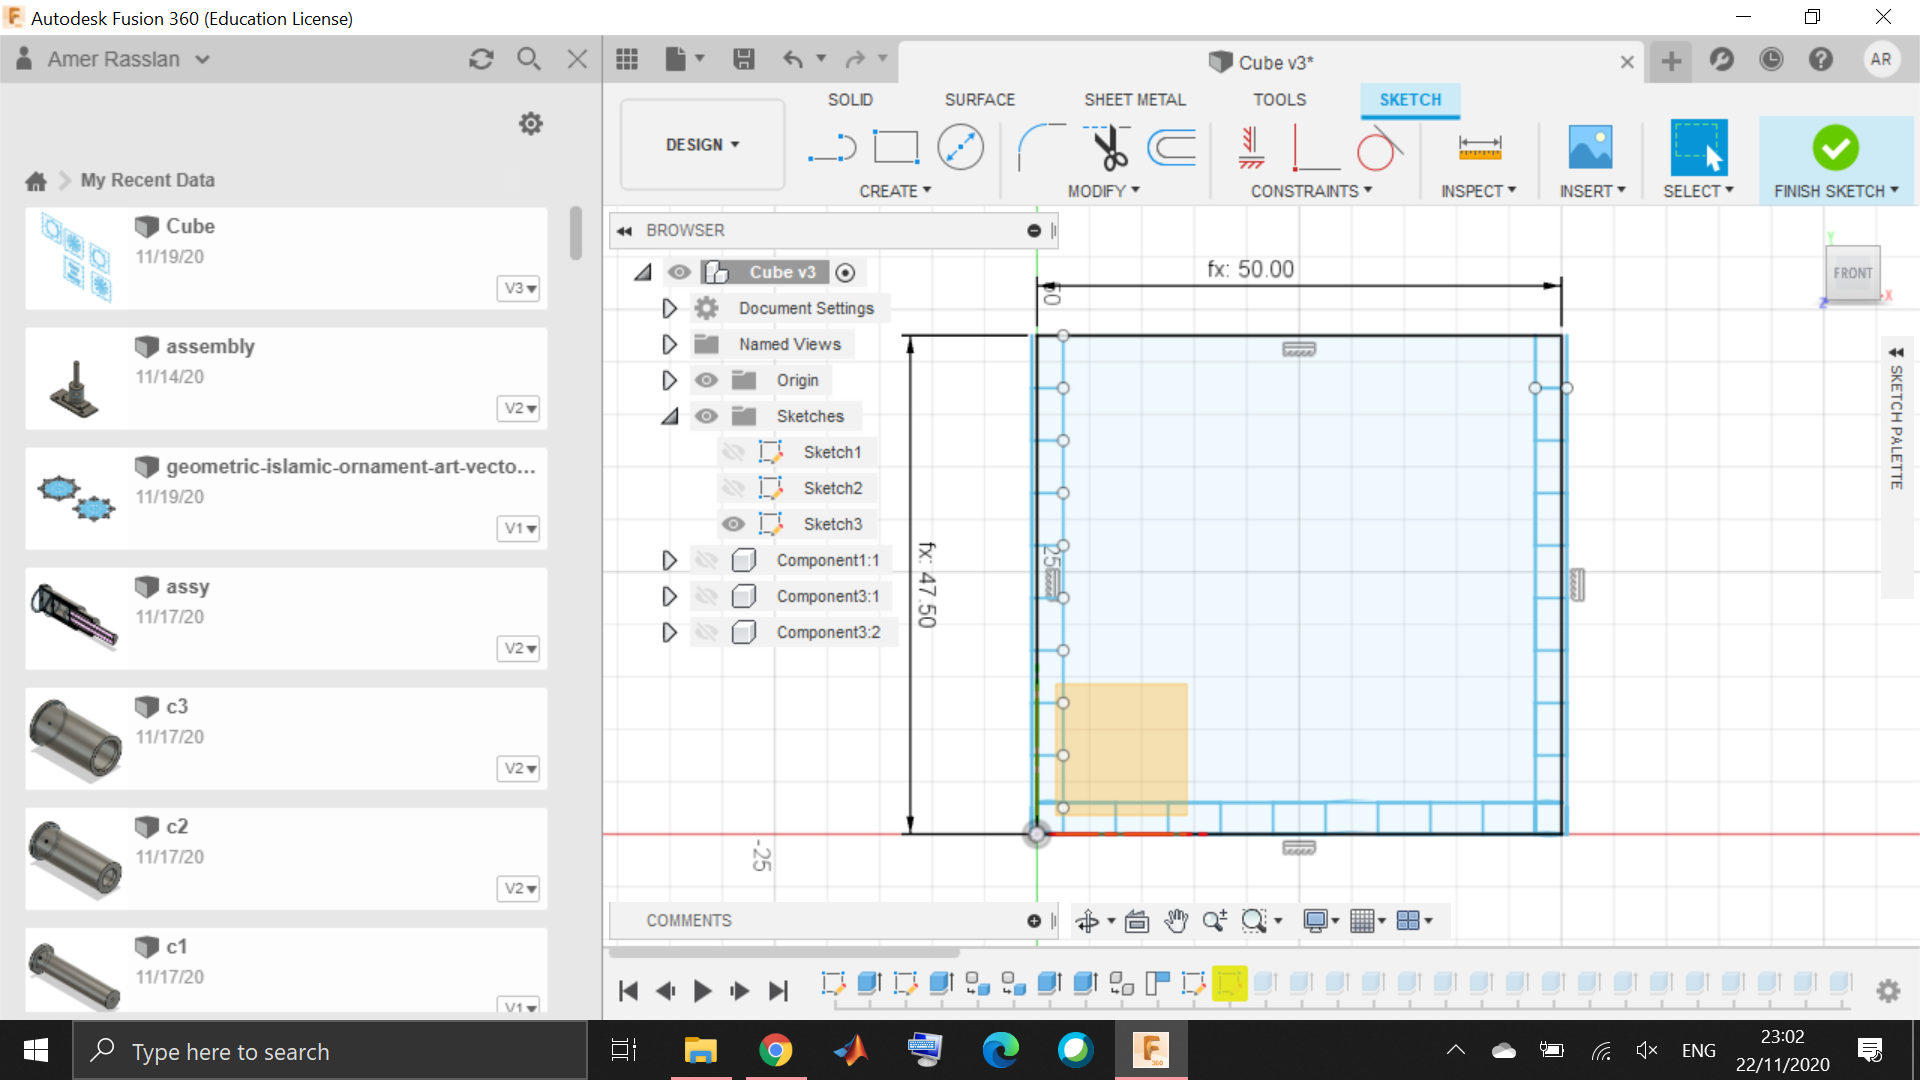 Autodesk Fusion 360 (Education License)
Amer Rasslan
My Recent Data
Cube
11/19/20
V3
assembly
11/14/20
V2
geometric-islamic-ornament-art-vecto...
11/19/20
V1
assy
11/17/20
V2
c3
11/17/20
V2
c2
11/17/20
V2
c1
11/17/20
V1
Cube v3*
AR
SOLID
SURFACE
SHEET METAL
TOOLS
SKETCH
DESIGN
CREATE
MODIFY
CONSTRAINTS
INSPECT
INSERT
SELECT
FINISH SKETCH
BROWSER
Cube v3
Document Settings
Named Views
Origin
Sketches
Sketch1
Sketch2
Sketch3
Component1:1
Component3:1
Component3:2
fx: 50.00
50
fx: 47.50
25
-25
FRONT
Y
X
Z
SKETCH PALETTE
COMMENTS
Type here to search
ENG
23:02
22/11/2020